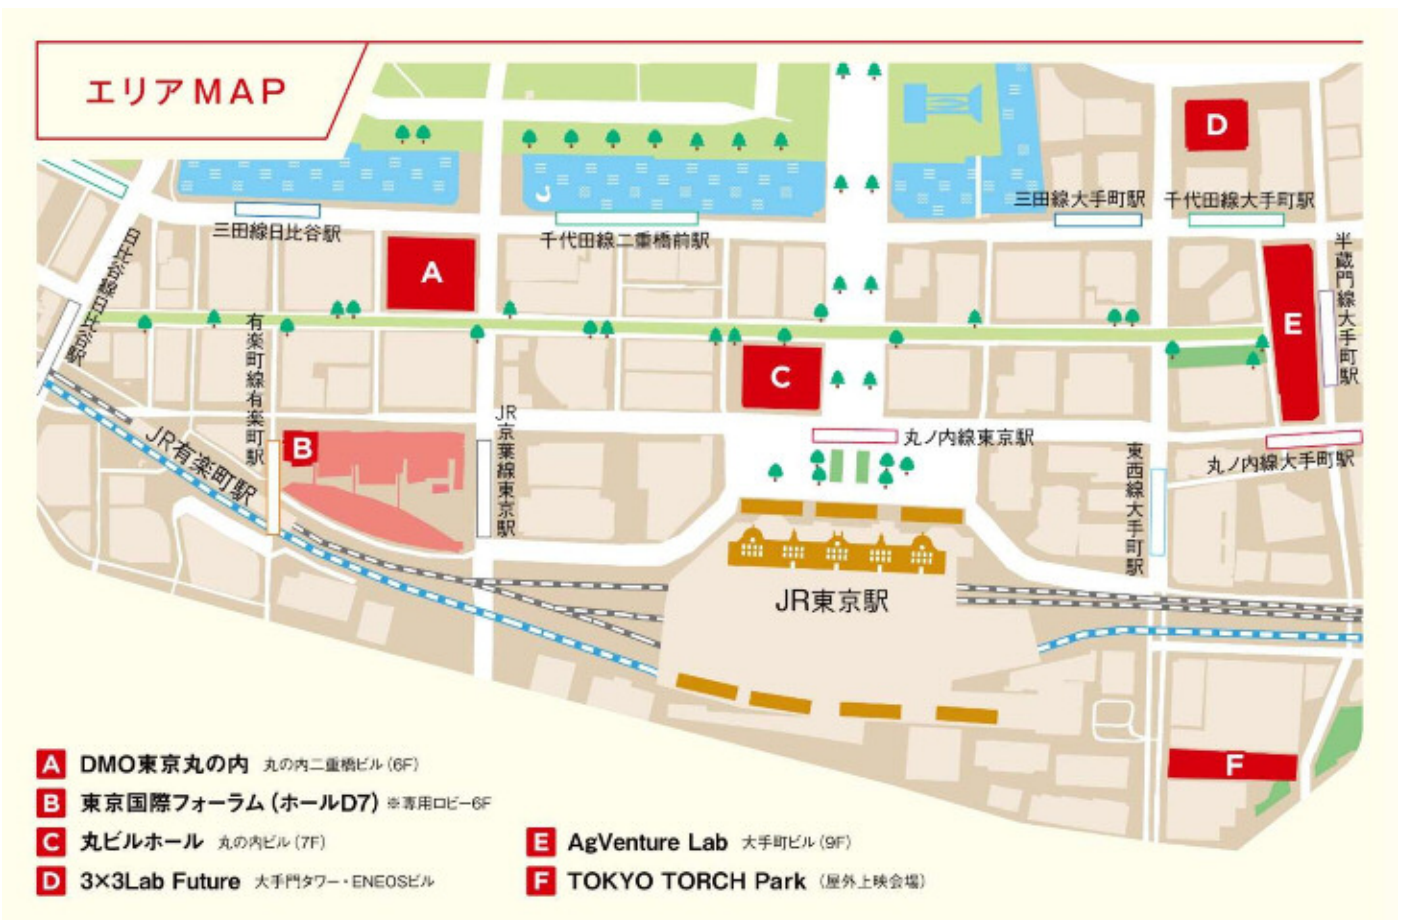 エリアMAP
D
三田線大手町駅
千代田線大手町駅
三田線日比谷駅
千代田線二重橋前駅
日比谷線日比谷駅
A
半蔵門線大手町駅
E
有楽町線有楽町駅
C
JR京葉線東京駅
B
丸ノ内線東京駅
丸ノ内線大手町駅
JR有楽町駅
東西線大手町駅
JR東京駅
F
A DMO東京丸の内 丸の内二重橋ビル(6F)
B 東京国際フォーラム(ホールD7) ※専用ロビー6F
C 丸ビルホール 丸の内ビル(7F)
D 3×3Lab Future 大手門タワー・ENEOSビル
E AgVenture Lab 大手町ビル(9F)
F TOKYO TORCH Park (屋外上映会場)